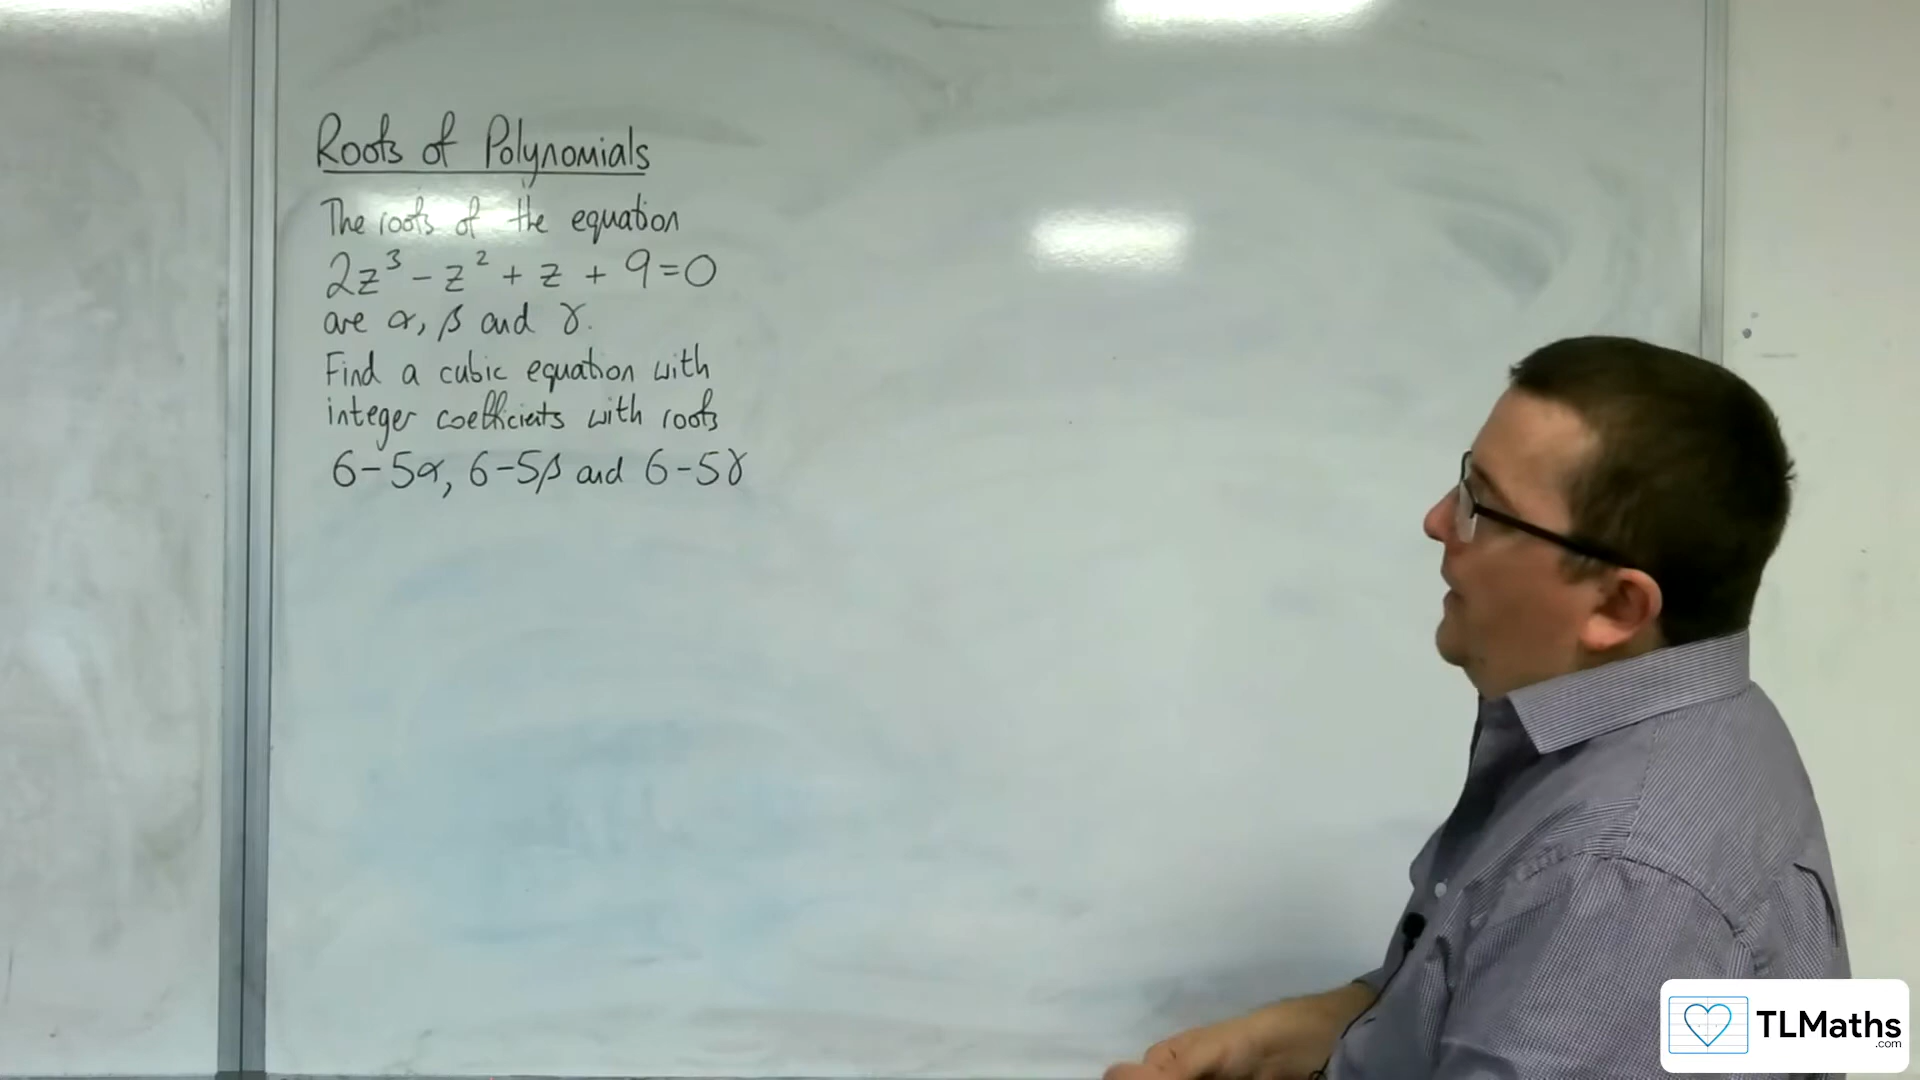 Roots of Polynomials
The roots of the equation
2z³ - z² + z + 9 = 0
are α, β and γ.
Find a cubic equation with
integer coefficients with roots
6-5α, 6-5β and 6-5γ
TLMaths
.com